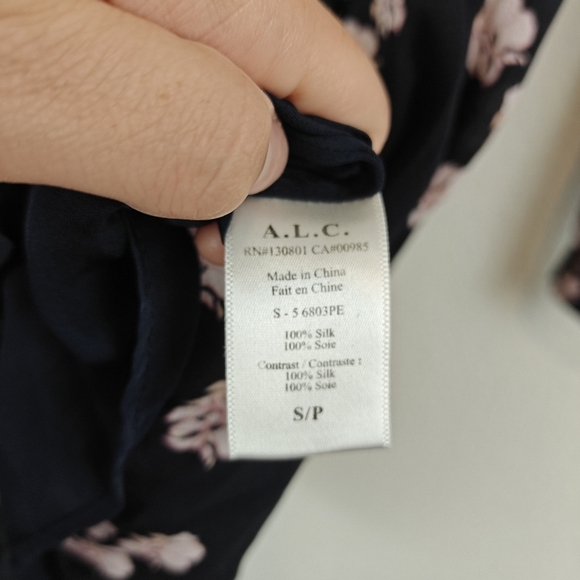 A.L.C.
RN#130801 CA#00985
Made in China
Fait en Chine
S - 5 6803PE
100% Silk
100% Soie
Contrast / Contraste :
100% Silk
100% Soie
S/P